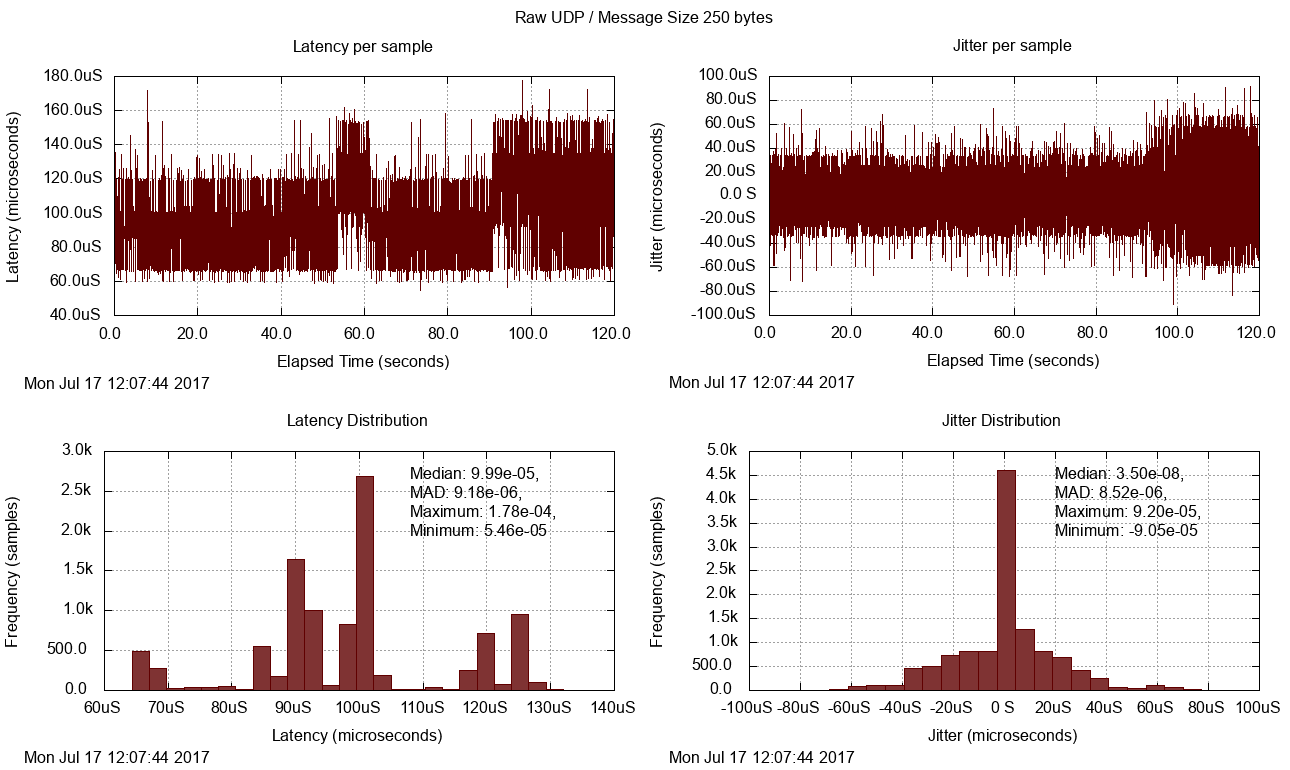 Raw UDP / Message Size 250 bytes
Latency per sample
180.0uS
160.0uS
140.0uS
120.0uS
100.0uS
80.0uS
60.0uS
40.0uS
Latency (microseconds)
0.0 20.0 40.0 60.0 80.0 100.0 120.0
Elapsed Time (seconds)
Mon Jul 17 12:07:44 2017
Jitter per sample
100.0uS
80.0uS
60.0uS
40.0uS
20.0uS
0.0 S
-20.0uS
-40.0uS
-60.0uS
-80.0uS
-100.0uS
Jitter (microseconds)
0.0 20.0 40.0 60.0 80.0 100.0 120.0
Elapsed Time (seconds)
Mon Jul 17 12:07:44 2017
Latency Distribution
3.0k
2.5k
2.0k
1.5k
1.0k
500.0
0.0
Frequency (samples)
Median: 9.99e-05,
MAD: 9.18e-06,
Maximum: 1.78e-04,
Minimum: 5.46e-05
60uS 70uS 80uS 90uS 100uS 110uS 120uS 130uS 140uS
Latency (microseconds)
Mon Jul 17 12:07:44 2017
Jitter Distribution
5.0k
4.5k
4.0k
3.5k
3.0k
2.5k
2.0k
1.5k
1.0k
500.0
0.0
Frequency (samples)
Median: 3.50e-08,
MAD: 8.52e-06,
Maximum: 9.20e-05,
Minimum: -9.05e-05
-100uS -80uS -60uS -40uS -20uS 0 S 20uS 40uS 60uS 80uS 100uS
Jitter (microseconds)
Mon Jul 17 12:07:44 2017